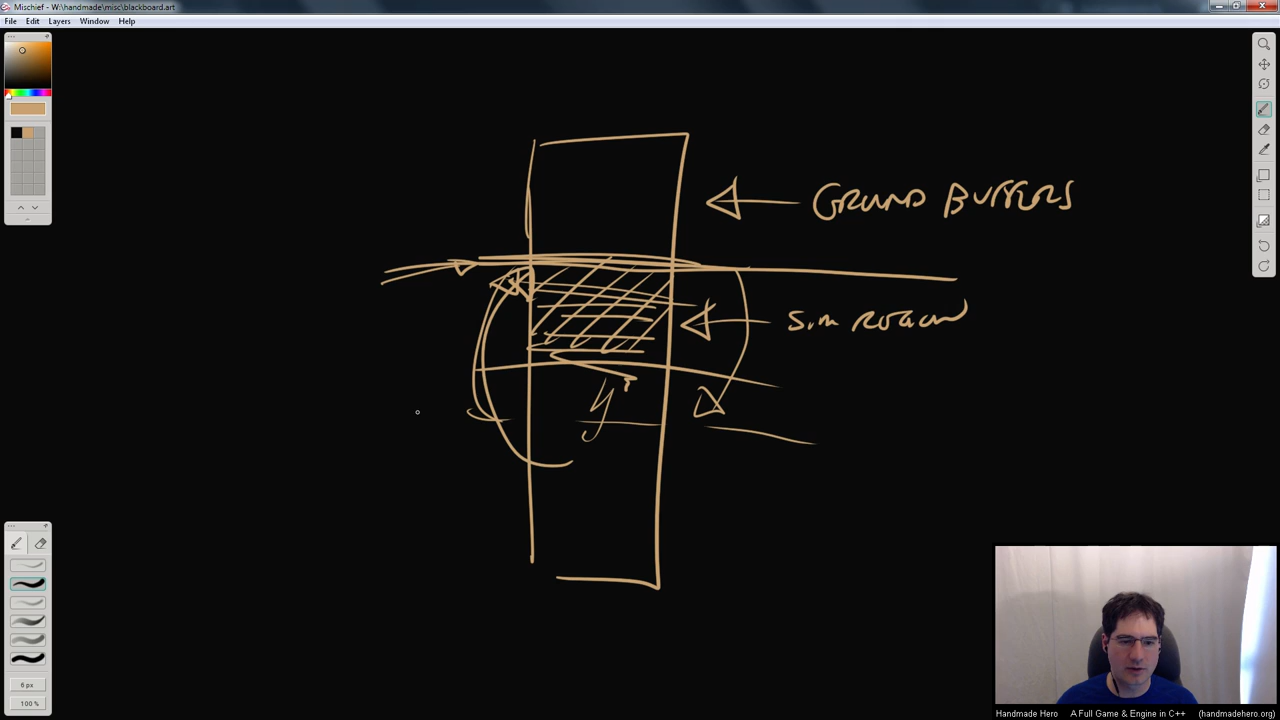 Mischief - W:\handmade\misc\blackboard.art
File Edit Layers Window Help
GROUND BUFFERS
SIM REGION
y
6 px
100 %
Handmade Hero A Full Game & Engine in C++ (handmadehero.org)